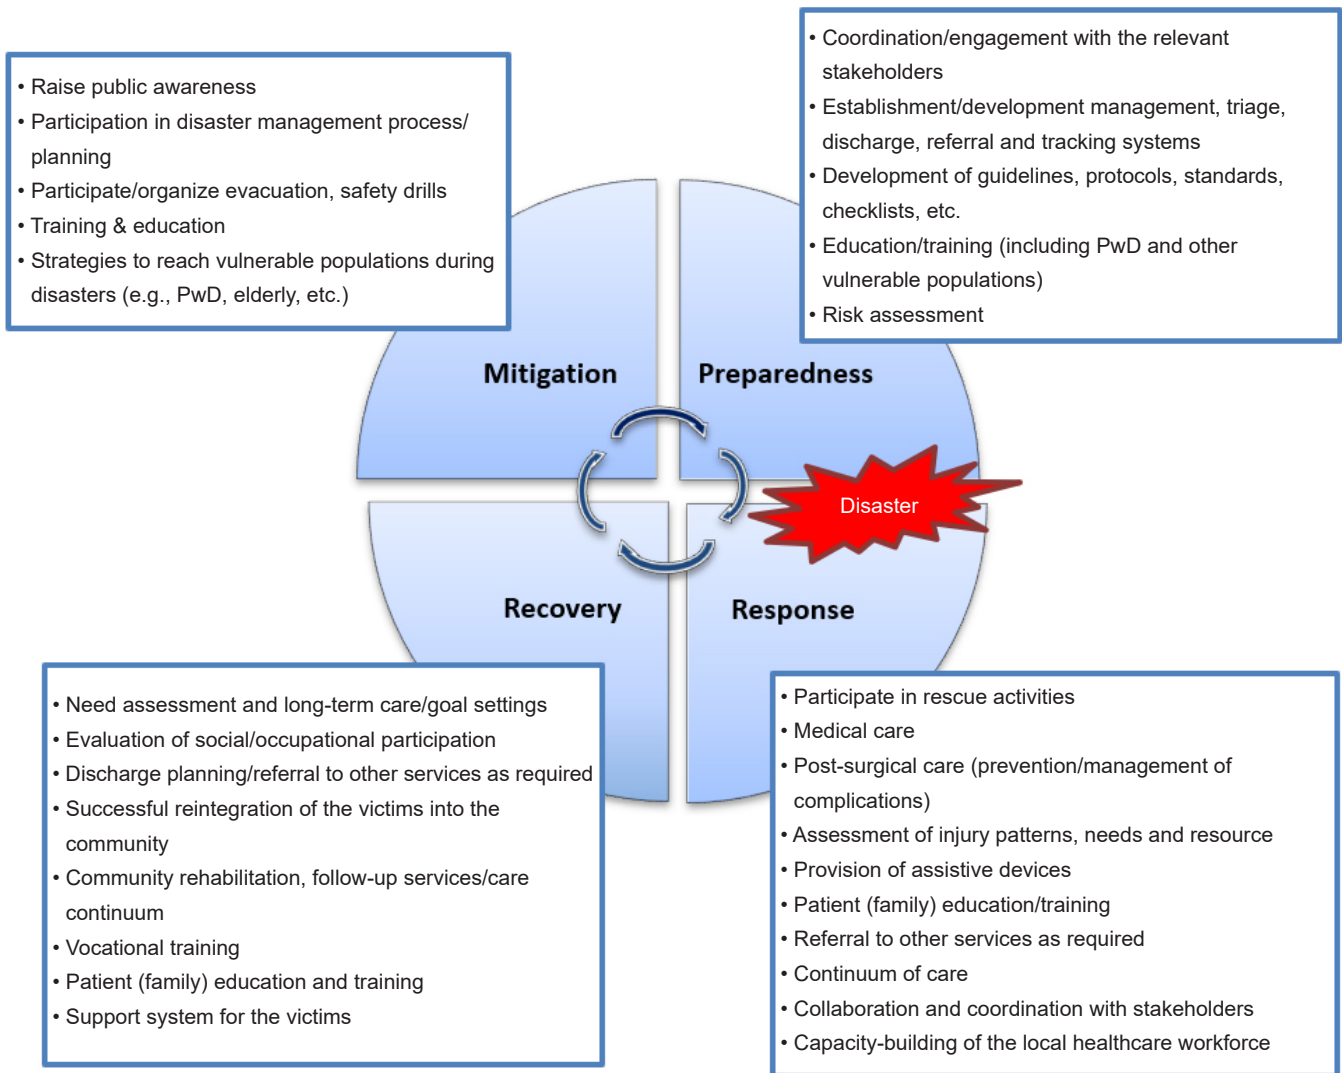 • Raise public awareness
• Participation in disaster management process/
planning
• Participate/organize evacuation, safety drills
• Training & education
• Strategies to reach vulnerable populations during
disasters (e.g., PwD, elderly, etc.)
• Coordination/engagement with the relevant
stakeholders
• Establishment/development management, triage,
discharge, referral and tracking systems
• Development of guidelines, protocols, standards,
checklists, etc.
• Education/training (including PwD and other
vulnerable populations)
• Risk assessment
Mitigation
Preparedness
Disaster
Recovery
Response
• Need assessment and long-term care/goal settings
• Evaluation of social/occupational participation
• Discharge planning/referral to other services as required
• Successful reintegration of the victims into the
community
• Community rehabilitation, follow-up services/care
continuum
• Vocational training
• Patient (family) education and training
• Support system for the victims
• Participate in rescue activities
• Medical care
• Post-surgical care (prevention/management of
complications)
• Assessment of injury patterns, needs and resource
• Provision of assistive devices
• Patient (family) education/training
• Referral to other services as required
• Continuum of care
• Collaboration and coordination with stakeholders
• Capacity-building of the local healthcare workforce